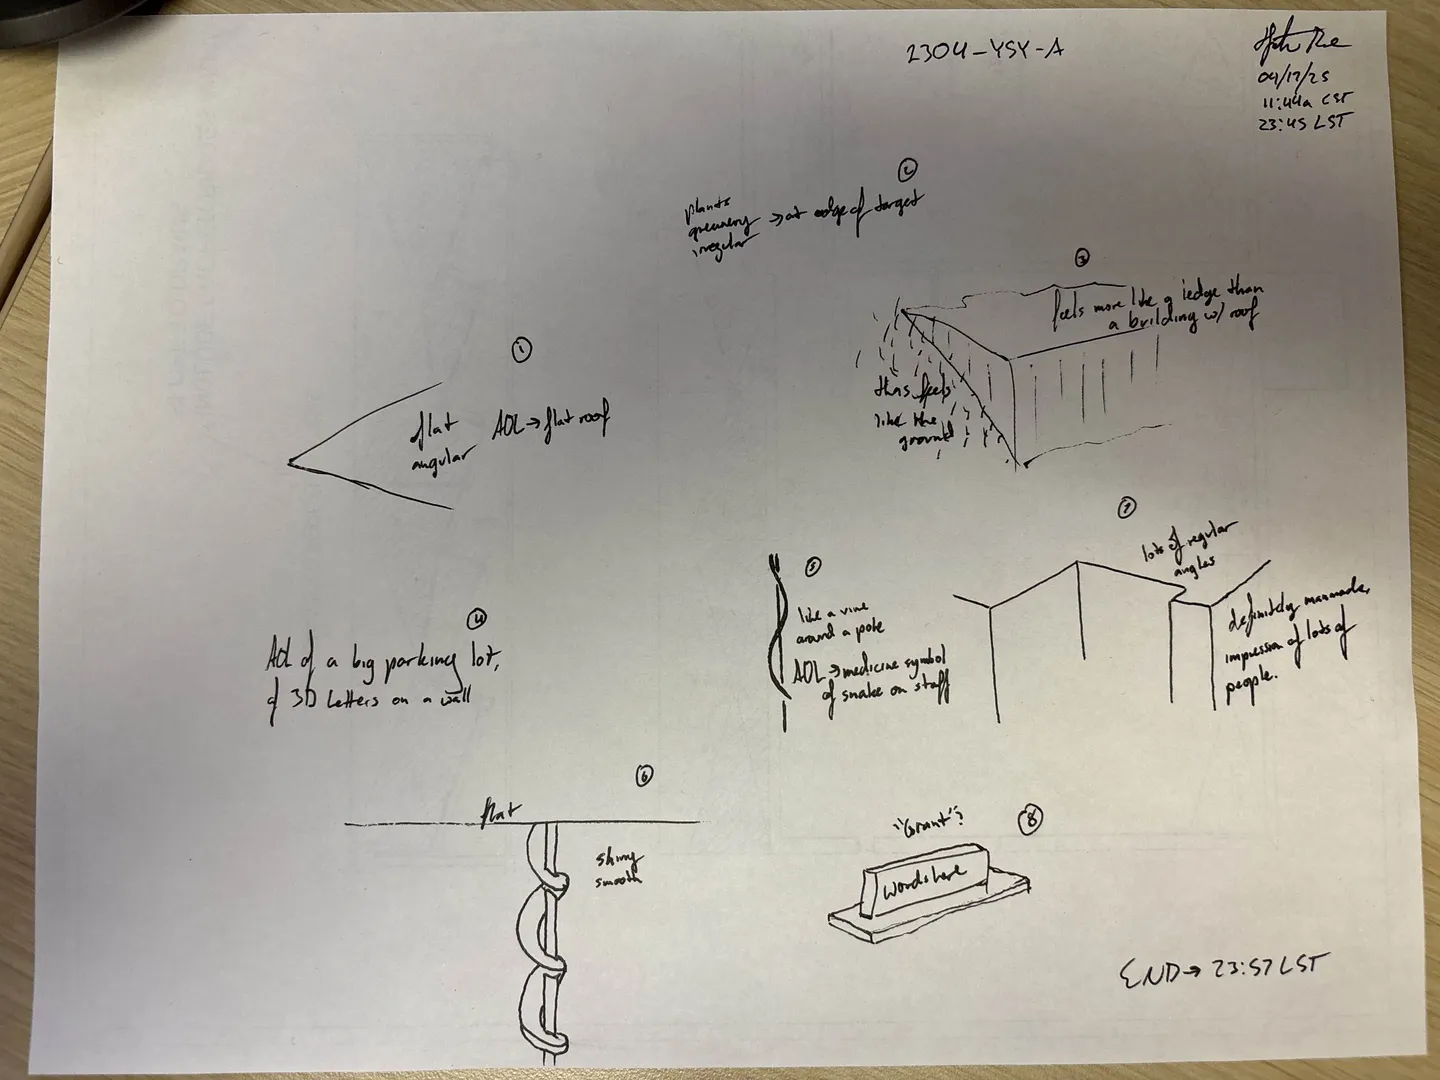 2304-YSY-A
09/17/25
11:44a CST
23:45 LST
2
plants
greenery → at edge of target
irregular
3
feels more like a ledge than
a building w/ roof
this feels
like the
ground
1
flat
angular
AOL → flat roof
7
lots of regular
angles
definitely manmade,
impression of lots of
people.
5
like a vine
around a pole
AOL → medicine symbol
of snake on staff
4
AOL of a big parking lot,
of 3D letters on a wall
6
flat
shiny
smooth
8
"Grant"?
words here
END → 23:57 LST